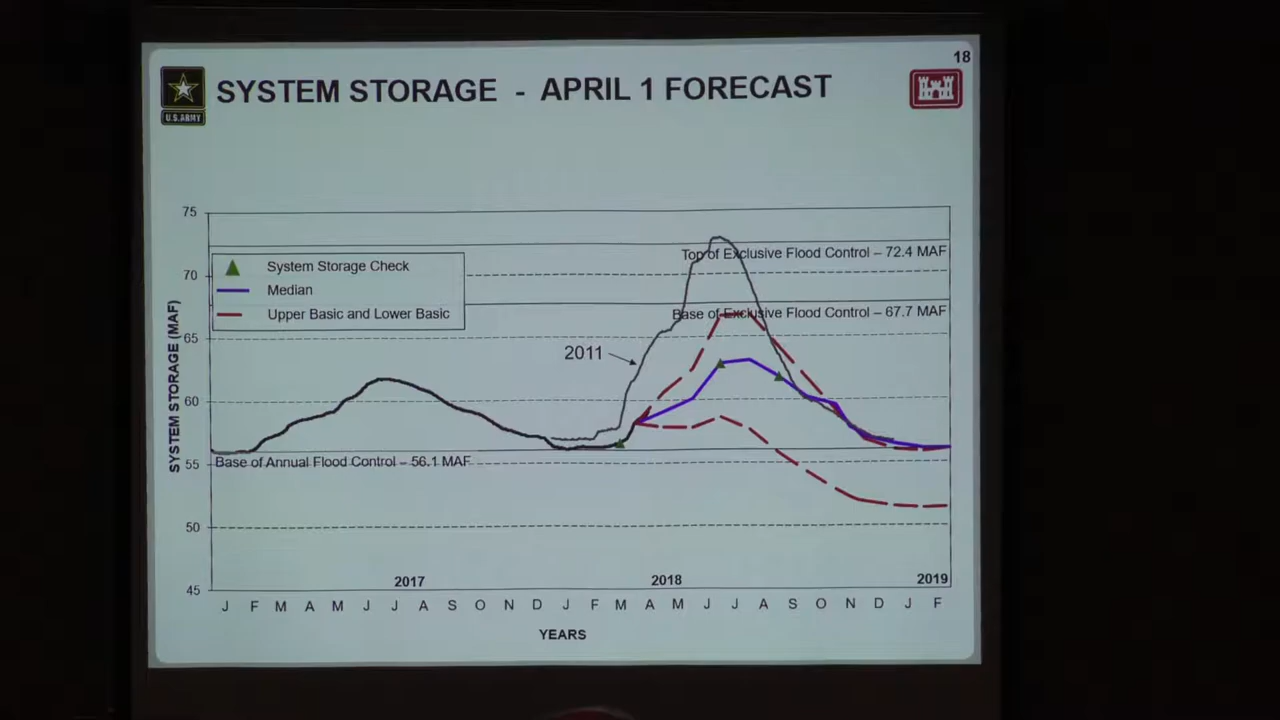 18
SYSTEM STORAGE - APRIL 1 FORECAST
U.S.ARMY
SYSTEM STORAGE (MAF)
75
70
65
60
55
50
45
System Storage Check
Median
Upper Basic and Lower Basic
Top of Exclusive Flood Control – 72.4 MAF
Base of Exclusive Flood Control – 67.7 MAF
2011
Base of Annual Flood Control – 56.1 MAF
2017 2018 2019
J F M A M J J A S O N D J F M A M J J A S O N D J F
YEARS